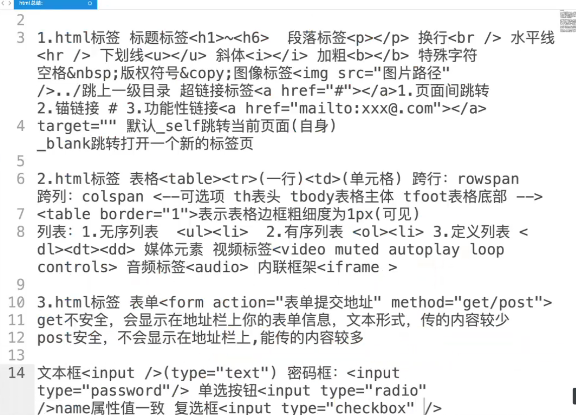 html总结
2
3 1.html标签 标题标签<h1>~<h6>  段落标签<p></p> 换行<br /> 水平线
<hr /> 下划线<u></u> 斜体<i></i> 加粗<b></b> 特殊字符
空格&nbsp;版权符号&copy;图像标签<img src="图片路径"
/>../跳上一级目录 超链接标签<a href="#"></a>1.页面间跳转
2.锚链接 # 3.功能性链接<a href="mailto:xxx@.com"></a>
4 target="" 默认_self跳转当前页面(自身)
_blank跳转打开一个新的标签页
5
6 2.html标签 表格<table><tr>(一行)<td>(单元格) 跨行：rowspan
跨列：colspan <--可选项 th表头 tbody表格主体 tfoot表格底部 -->
7 <table border="1">表示表格边框粗细度为1px(可见)
8 列表：1.无序列表  <ul><li>  2.有序列表 <ol><li> 3.定义列表 <
dl><dt><dd> 媒体元素 视频标签<video muted autoplay loop
controls> 音频标签<audio> 内联框架<iframe >
9
10 3.html标签 表单<form action="表单提交地址" method="get/post">
11 get不安全，会显示在地址栏上你的表单信息，文本形式，传的内容较少
12 post安全，不会显示在地址栏上,能传的内容较多
13
14 文本框<input />(type="text") 密码框：<input
type="password"/> 单选按钮<input type="radio"
/>name属性值一致 复选框<input type="checkbox" />